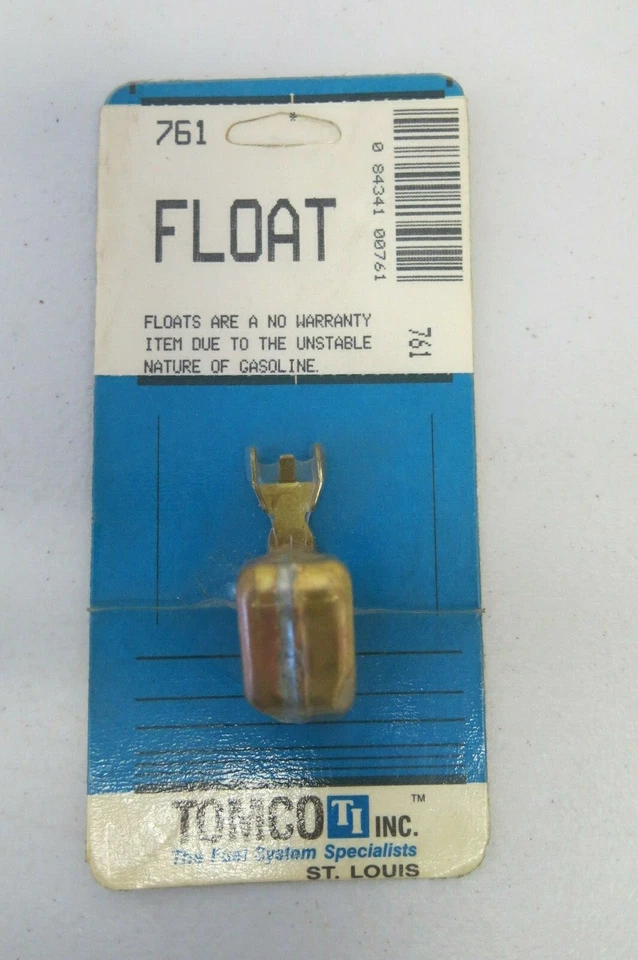 761
*
FLOAT
0 84341 00761
761
FLOATS ARE A NO WARRANTY
ITEM DUE TO THE UNSTABLE
NATURE OF GASOLINE.
TOMCO TI INC.™
The Fuel System Specialists
ST. LOUIS